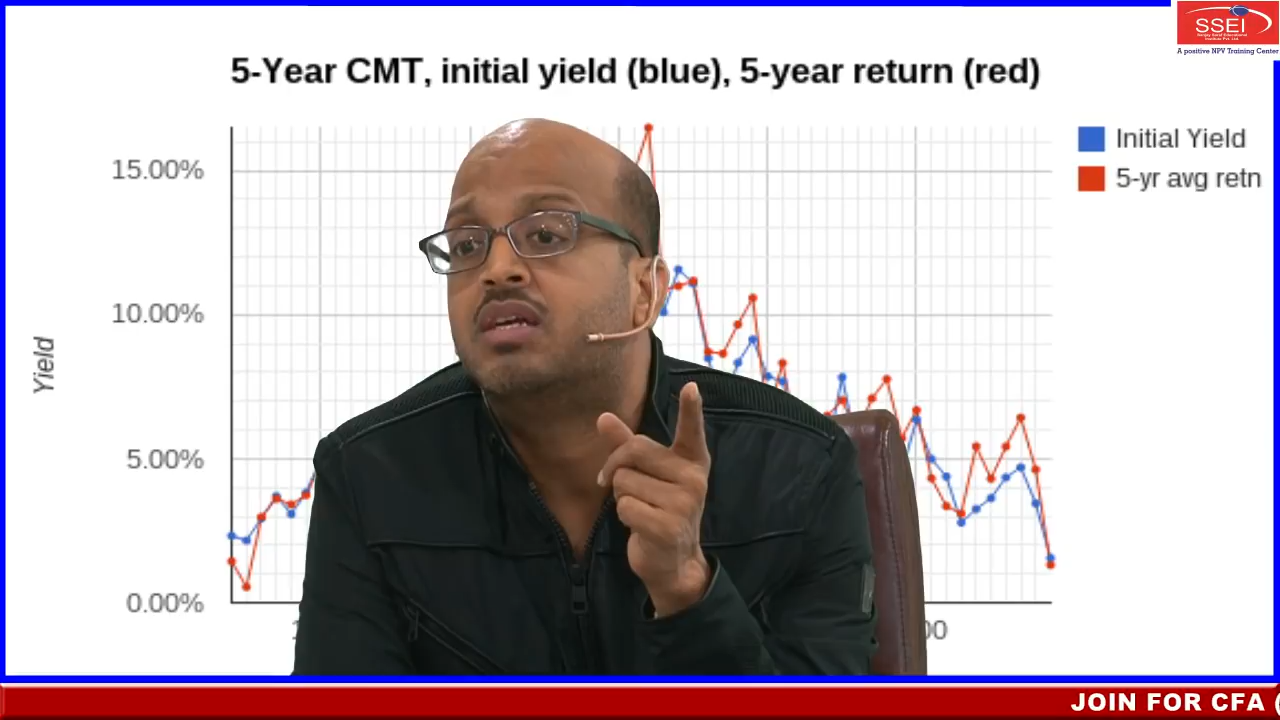 SSEI
A positive NPV Training Center
5-Year CMT, initial yield (blue), 5-year return (red)
Initial Yield
5-yr avg retn
15.00%
10.00%
5.00%
0.00%
Yield
JOIN FOR CFA (